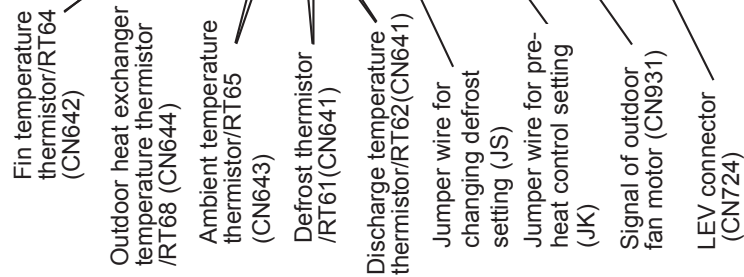 Fin temperature
thermistor/RT64
(CN642)
Outdoor heat exchanger
temperature thermistor
/RT68 (CN644)
Ambient temperature
thermistor/RT65
(CN643)
Defrost thermistor
/RT61(CN641)
Discharge temperature
thermistor/RT62(CN641)
Jumper wire for
changing defrost
setting (JS)
Jumper wire for pre-
heat control setting
(JK)
Signal of outdoor
fan motor (CN931)
LEV connector
(CN724)